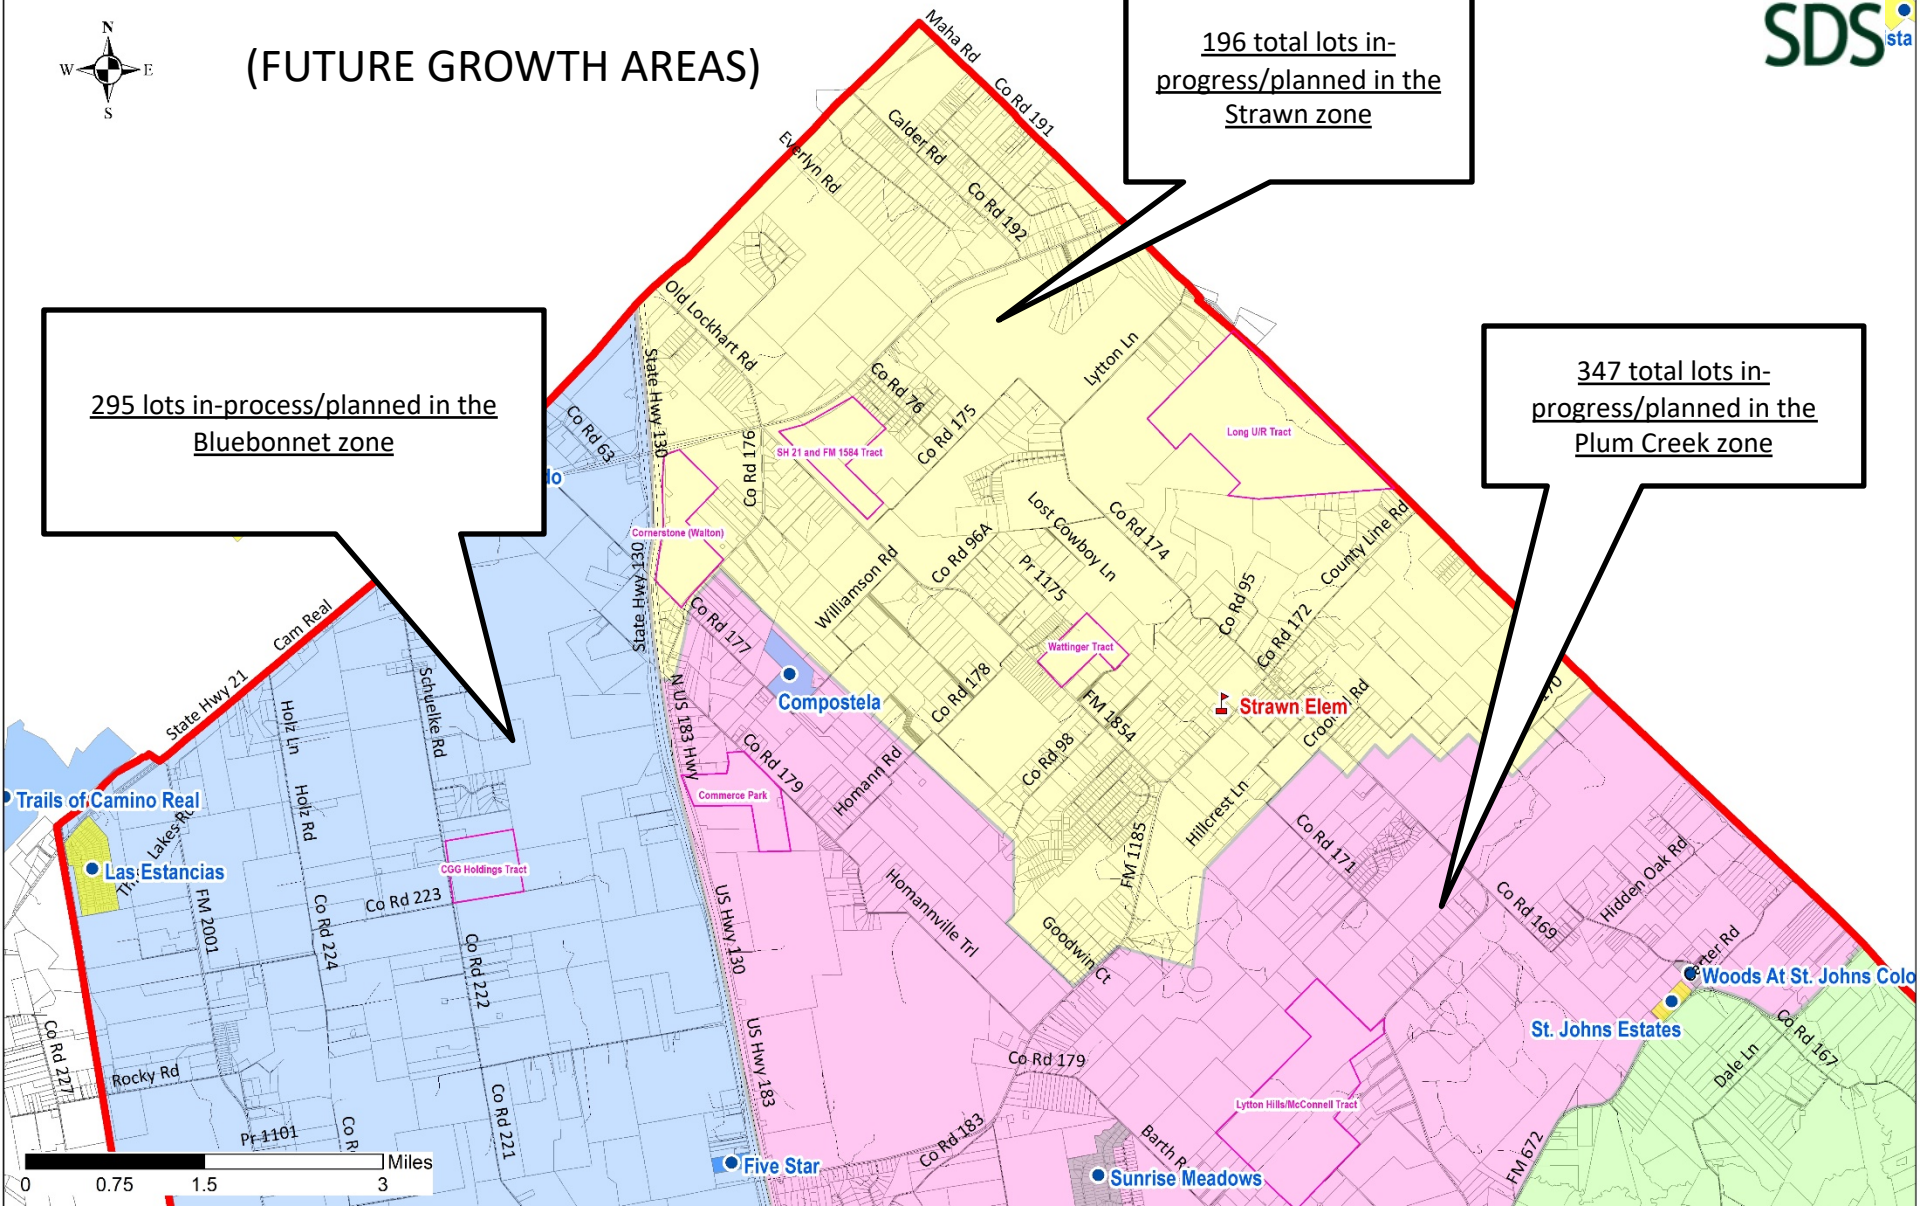 N
W E
S
(FUTURE GROWTH AREAS)
SDS
sta
196 total lots in-
progress/planned in the
Strawn zone
295 lots in-process/planned in the
Bluebonnet zone
347 total lots in-
progress/planned in the
Plum Creek zone
Maha Rd
Co Rd 191
Calder Rd
Everlyn Rd
Co Rd 192
Old Lockhart Rd
State Hwy 130
Co Rd 63
lo
Co Rd 76
Co Rd 175
Lytton Ln
Long U/R Tract
SH 21 and FM 1584 Tract
Co Rd 176
Cornerstone (Walton)
State Hwy 130
Williamson Rd
Co Rd 96A
Lost Cowboy Ln
Pr 1175
Co Rd 174
Co Rd 95
Co Rd 172
County Line Rd
Wattinger Tract
Co Rd 177
Compostela
Co Rd 178
FM 1854
Strawn Elem
170
Co Rd 98
Hillcrest Ln
FM 1185
Goodwin Ct
Cam Real
State Hwy 21
Holz Ln
Holz Rd
Schuelke Rd
N US 183 Hwy
Co Rd 179
Homann Rd
Commerce Park
Homannville Trl
Trails of Camino Real
Las Estancias
FM 2001
Co Rd 224
Co Rd 223
CGG Holdings Tract
Co Rd 222
US Hwy 130
US Hwy 183
Co Rd 171
Co Rd 169
Hidden Oak Rd
Woods At St. Johns Colo
St. Johns Estates
Co Rd 167
Dale Ln
Co Rd 179
Lytton Hills/McConnell Tract
Co Rd 183
Barth R
FM 672
Co Rd 227
Rocky Rd
Pr 1101
Co R
Co Rd 221
Five Star
Sunrise Meadows
Miles
0 0.75 1.5 3